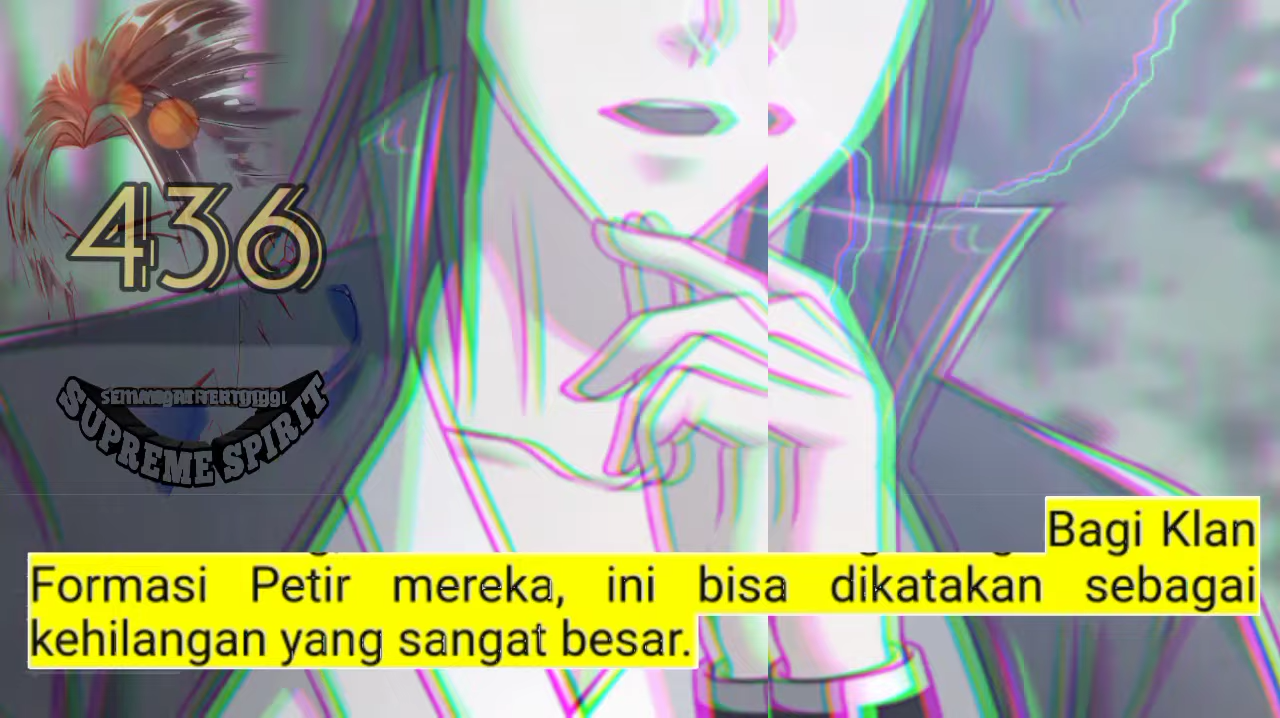 436
SUPREME SPIRIT
Bagi Klan
Formasi Petir mereka, ini bisa dikatakan sebagai
kehilangan yang sangat besar.